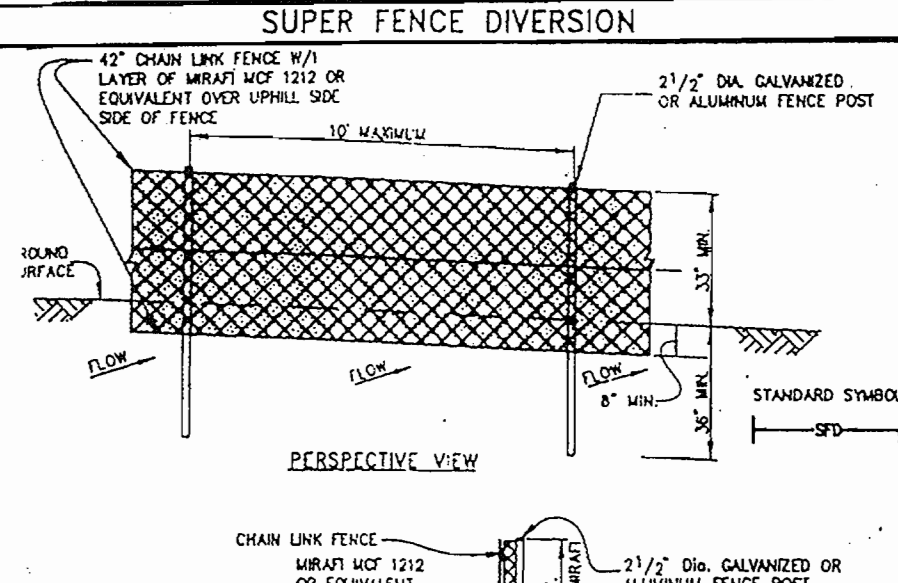 SUPER FENCE DIVERSION
42" CHAIN LINK FENCE W/1
LAYER OF MIRAFI MCF 1212 OR
EQUIVALENT OVER UPHILL SIDE
SIDE OF FENCE
2 1/2" DIA. GALVANIZED
OR ALUMINUM FENCE POST
10' MAXIMUM
ROUND
URFACE
33" MIN.
FLOW
FLOW
FLOW
8" MIN.
36" MIN.
STANDARD SYMBOL
SFD
PERSPECTIVE VIEW
CHAIN LINK FENCE
MIRAFI MCF 1212
OR EQUIVALENT
MIRAFI
2 1/2" Dia. GALVANIZED OR
ALUMINUM FENCE POST